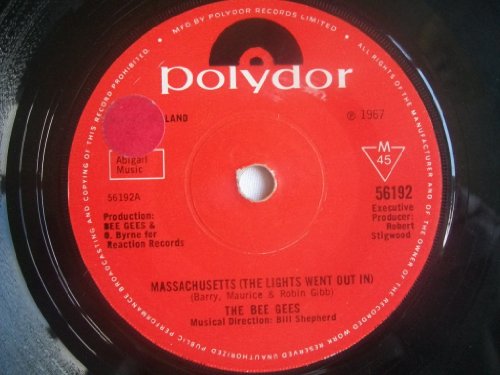 MFG BY POLYDOR RECORDS LIMITED
ALL RIGHTS OF THE MANUFACTURER AND OF THE OWNER OF THE RECORDED WORK RESERVED UNAUTHORIZED PUBLIC PERFORMANCE BROADCASTING AND COPYING OF THIS RECORD PROHIBITED.
polydor
LAND
℗ 1967
Abigail
Music
M
45
56192A
56192
Production:
BEE GEES &
O. Byrne for
Reaction Records
Executive
Producer:
Robert
Stigwood
MASSACHUSETTS (THE LIGHTS WENT OUT IN)
(Barry, Maurice & Robin Gibb)
THE BEE GEES
Musical Direction: Bill Shepherd